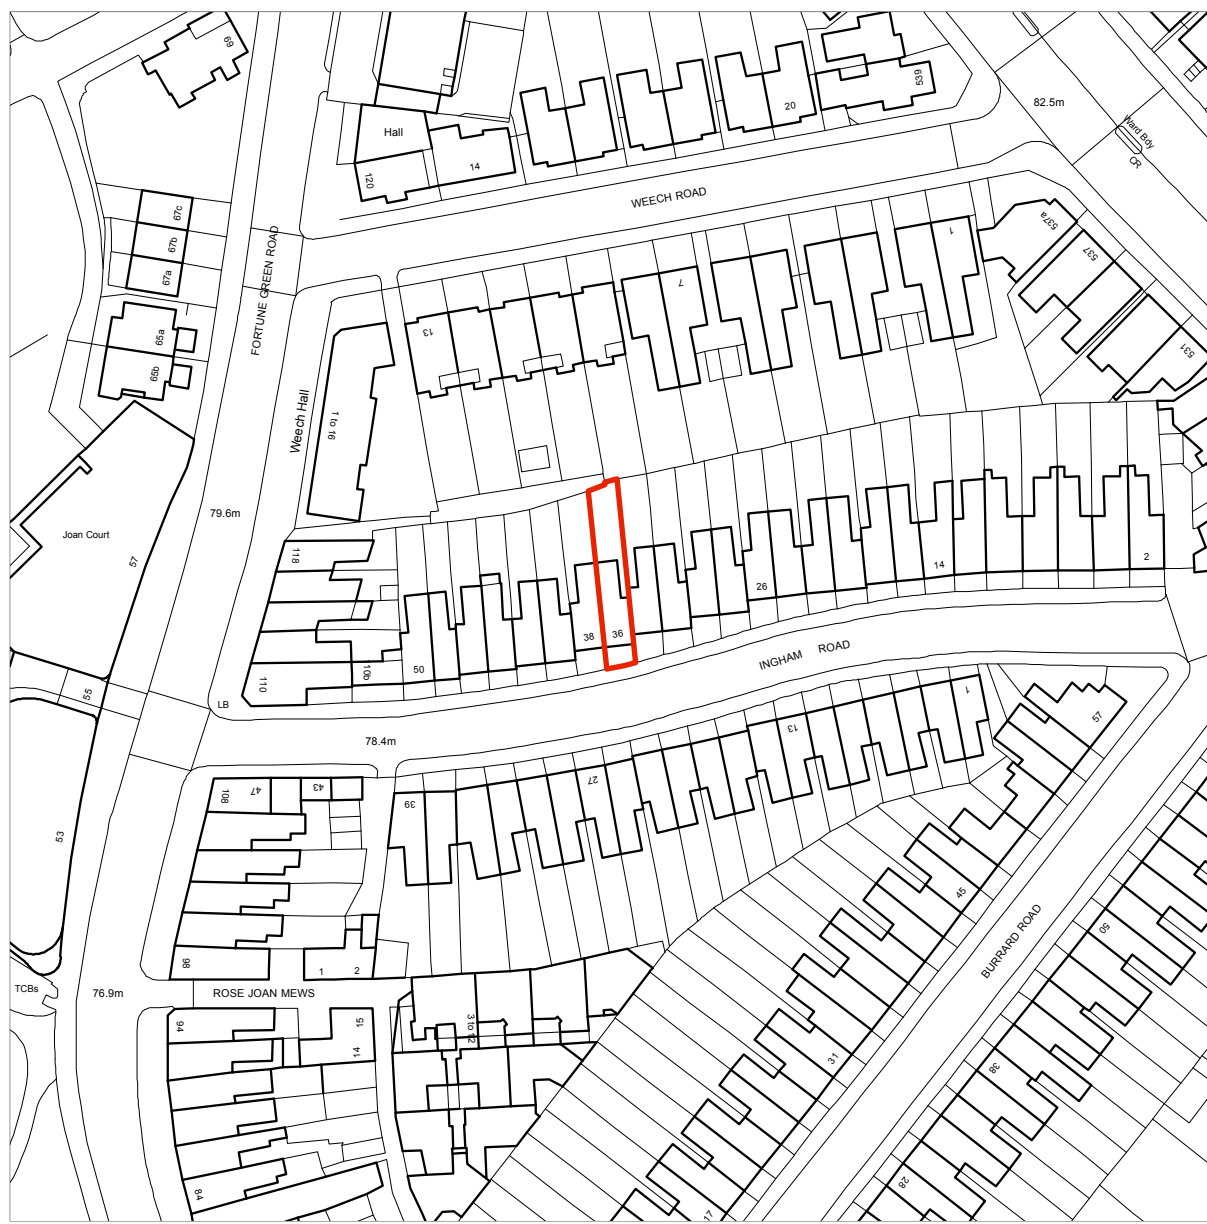 69
Hall
14
120
20
639
82.5m
Ward Bdy
CR
WEECH ROAD
67c
67b
67a
FORTUNE GREEN ROAD
65a
65b
1
537a
537
531
7
13
Weech Hall
1 to 16
79.6m
Joan Court
57
118
110
10b
50
38
36
26
14
2
INGHAM ROAD
55
LB
78.4m
1
13
27
39
57
108
47
43
53
45
BURRARD ROAD
50
98
1
2
TCBs
76.9m
ROSE JOAN MEWS
94
15
14
3 to 12
31
38
84
17
28